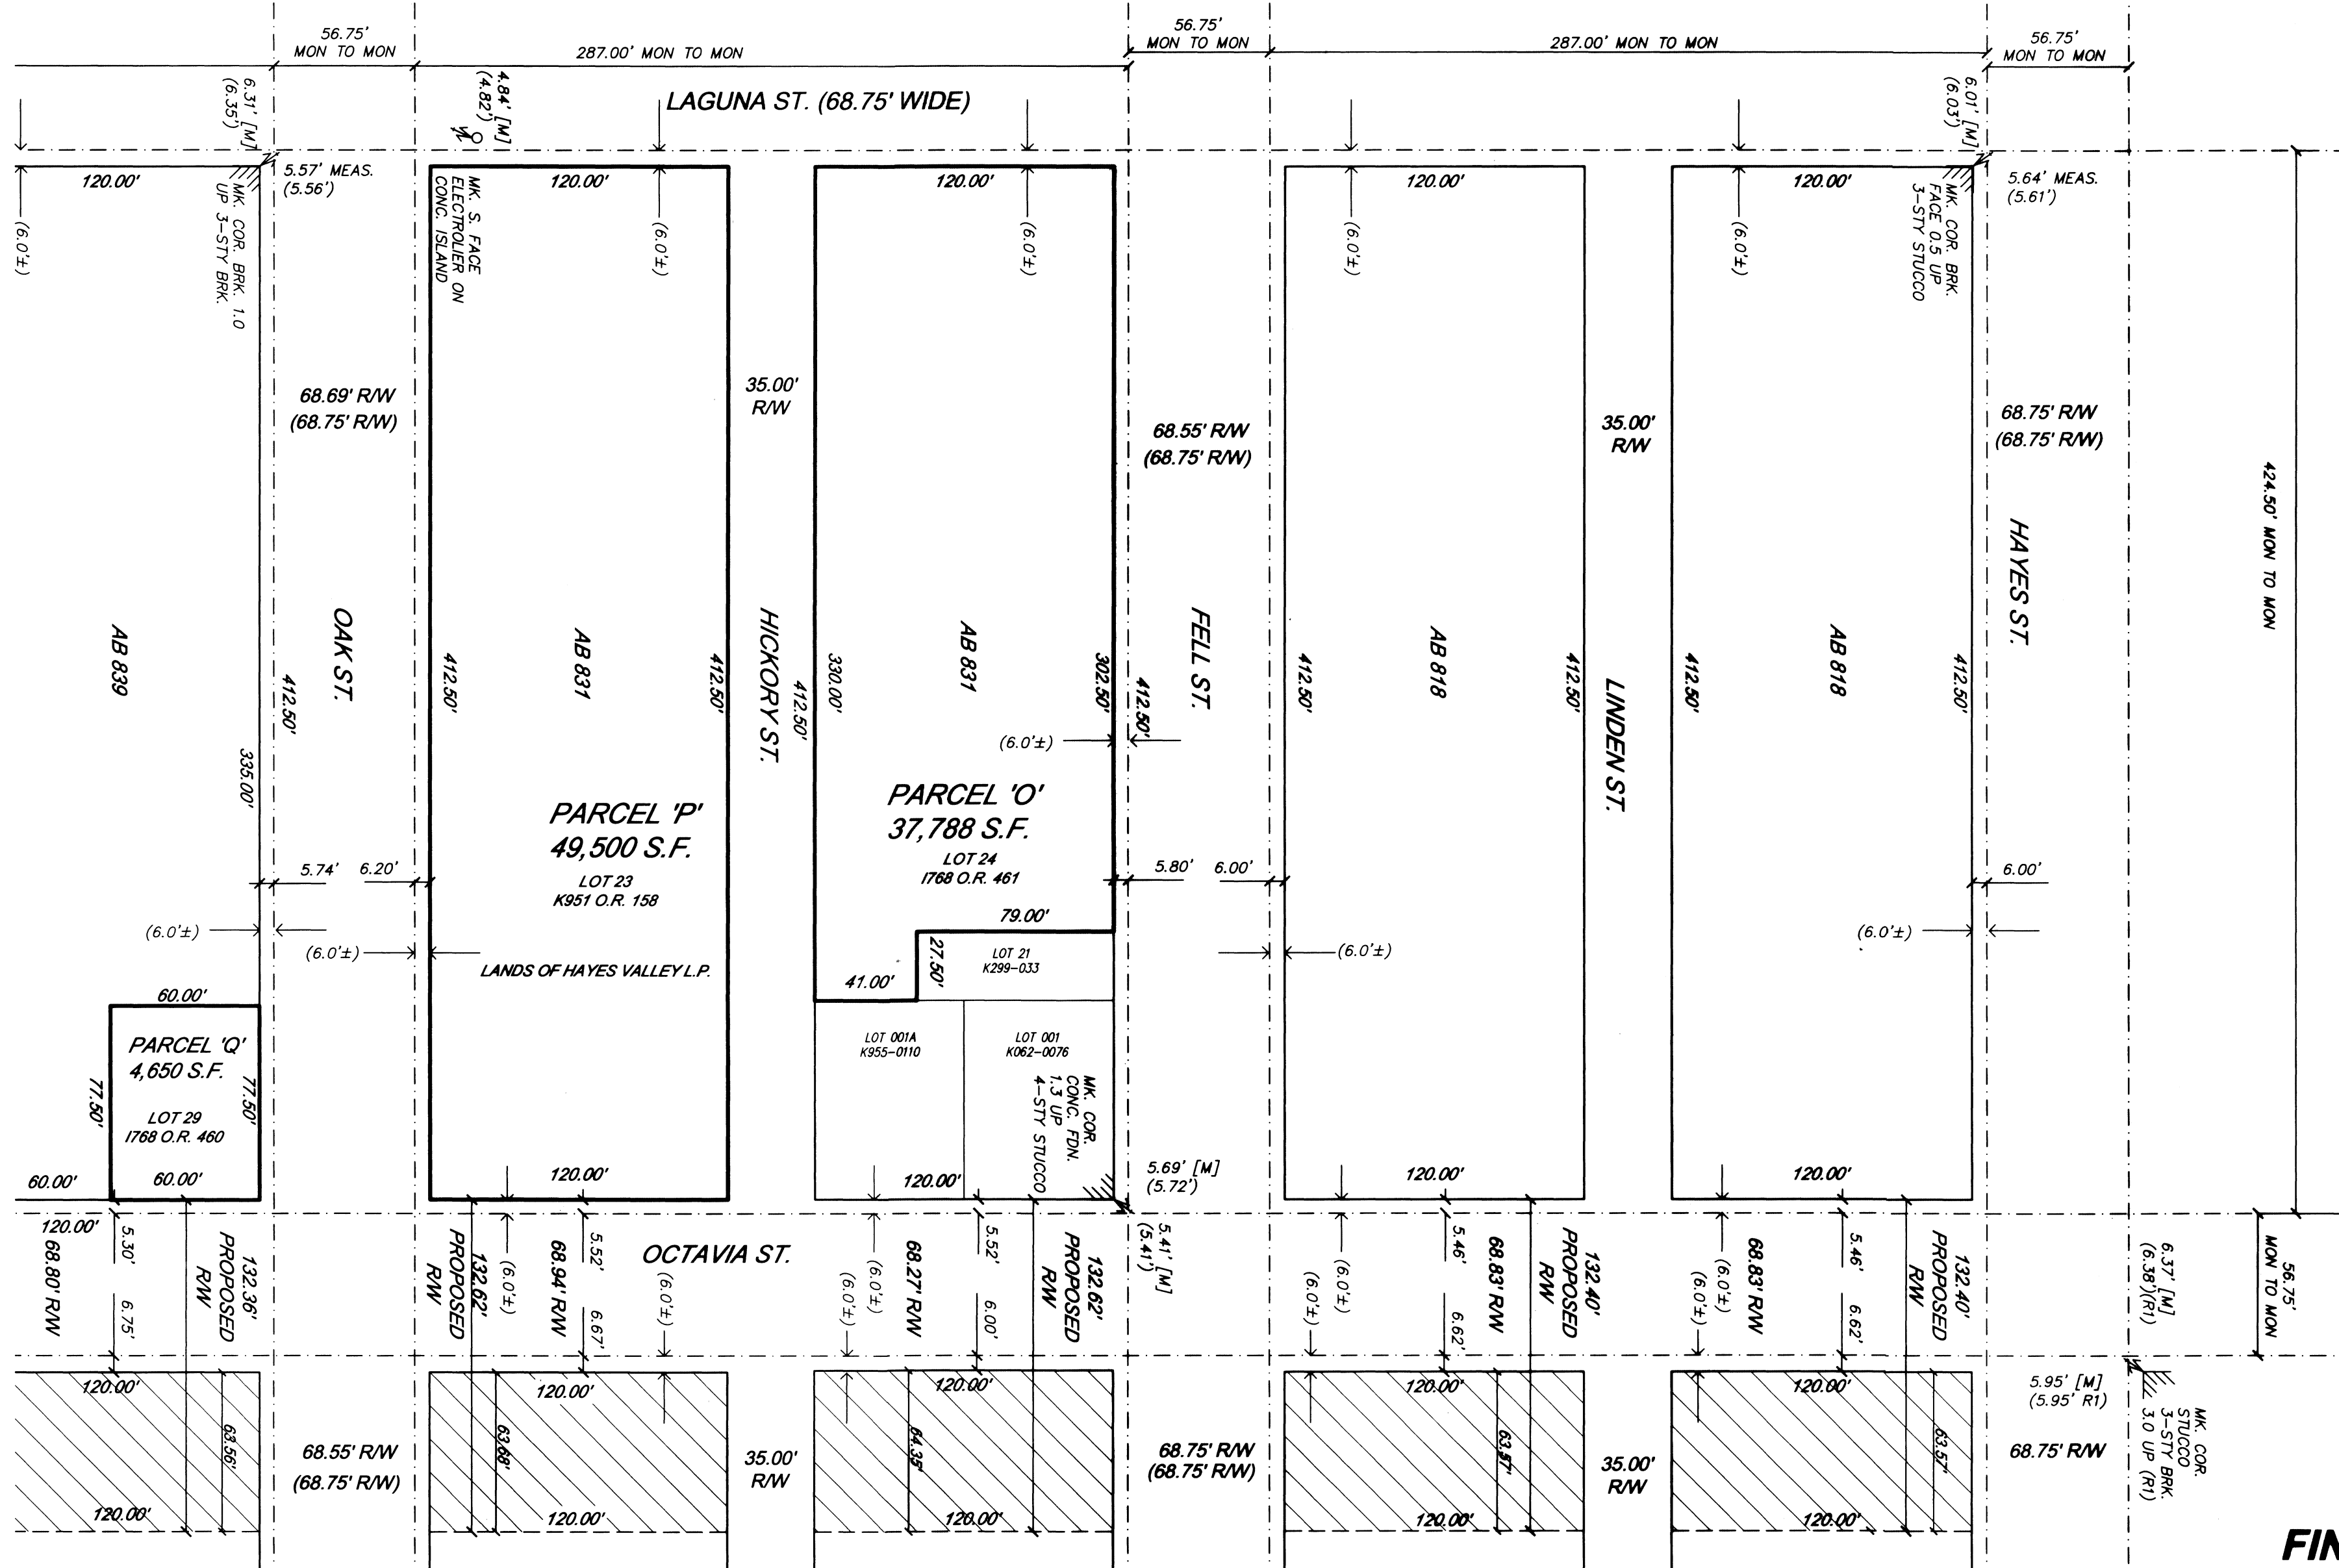 56.75'
MON TO MON
287.00' MON TO MON
56.75'
MON TO MON
287.00' MON TO MON
56.75'
MON TO MON
LAGUNA ST. (68.75' WIDE)
6.31' [M]
(6.35')
4.84' [M]
(4.82')
6.01' [M]
(6.03')
120.00'
5.57' MEAS.
(5.56')
120.00'
120.00'
120.00'
120.00'
5.64' MEAS.
(5.61')
MK. COR. BRK. 1.0
UP 3-STY BRK.
MK. S. FACE
ELECTROLIER ON
CONC. ISLAND
MK. COR. BRK.
FACE 0.5 UP
3-STY STUCCO
(6.0'±)
(6.0'±)
(6.0'±)
(6.0'±)
(6.0'±)
68.69' R/W
(68.75' R/W)
35.00'
R/W
68.55' R/W
(68.75' R/W)
35.00'
R/W
68.75' R/W
(68.75' R/W)
424.50' MON TO MON
AB 839
OAK ST.
AB 831
HICKORY ST.
AB 831
FELL ST.
AB 818
LINDEN ST.
AB 818
HAYES ST.
335.00'
412.50'
412.50'
412.50'
412.50'
330.00'
302.50'
412.50'
412.50'
412.50'
412.50'
412.50'
(6.0'±)
PARCEL 'P'
49,500 S.F.
LOT 23
K951 O.R. 158
LANDS OF HAYES VALLEY L.P.
PARCEL 'O'
37,788 S.F.
LOT 24
I768 O.R. 461
79.00'
27.50'
41.00'
LOT 21
K299-033
5.74'
6.20'
5.80'
6.00'
6.00'
(6.0'±)
(6.0'±)
(6.0'±)
(6.0'±)
60.00'
PARCEL 'Q'
4,650 S.F.
LOT 29
I768 O.R. 460
77.50'
77.50'
60.00'
60.00'
LOT 001A
K955-0110
LOT 001
K062-0076
MK. COR.
CONC. FDN.
1.3 UP
4-STY STUCCO
120.00'
120.00'
5.69' [M]
(5.72')
120.00'
120.00'
120.00'
5.30'
6.75'
68.80' R/W
132.36'
PROPOSED
R/W
132.62'
PROPOSED
R/W
(6.0'±)
68.94' R/W
5.52'
6.67'
OCTAVIA ST.
(6.0'±)
(6.0'±)
(6.0'±)
68.27' R/W
5.52'
6.00'
132.62'
PROPOSED
R/W
5.41' [M]
(5.41')
(6.0'±)
(6.0'±)
5.46'
6.62'
68.83' R/W
132.40'
PROPOSED
R/W
(6.0'±)
(6.0'±)
68.83' R/W
5.46'
6.62'
132.40'
PROPOSED
R/W
6.37' [M]
(6.38')(R1)
56.75'
MON TO MON
120.00'
120.00'
120.00'
120.00'
120.00'
5.95' [M]
(5.95' R1)
MK. COR.
STUCCO
3-STY BRK.
3.0 UP (R1)
63.56'
68.55' R/W
(68.75' R/W)
63.68'
35.00'
R/W
64.35'
68.75' R/W
(68.75' R/W)
63.57'
35.00'
R/W
63.57'
68.75' R/W
120.00'
120.00'
120.00'
120.00'
120.00'
FIN